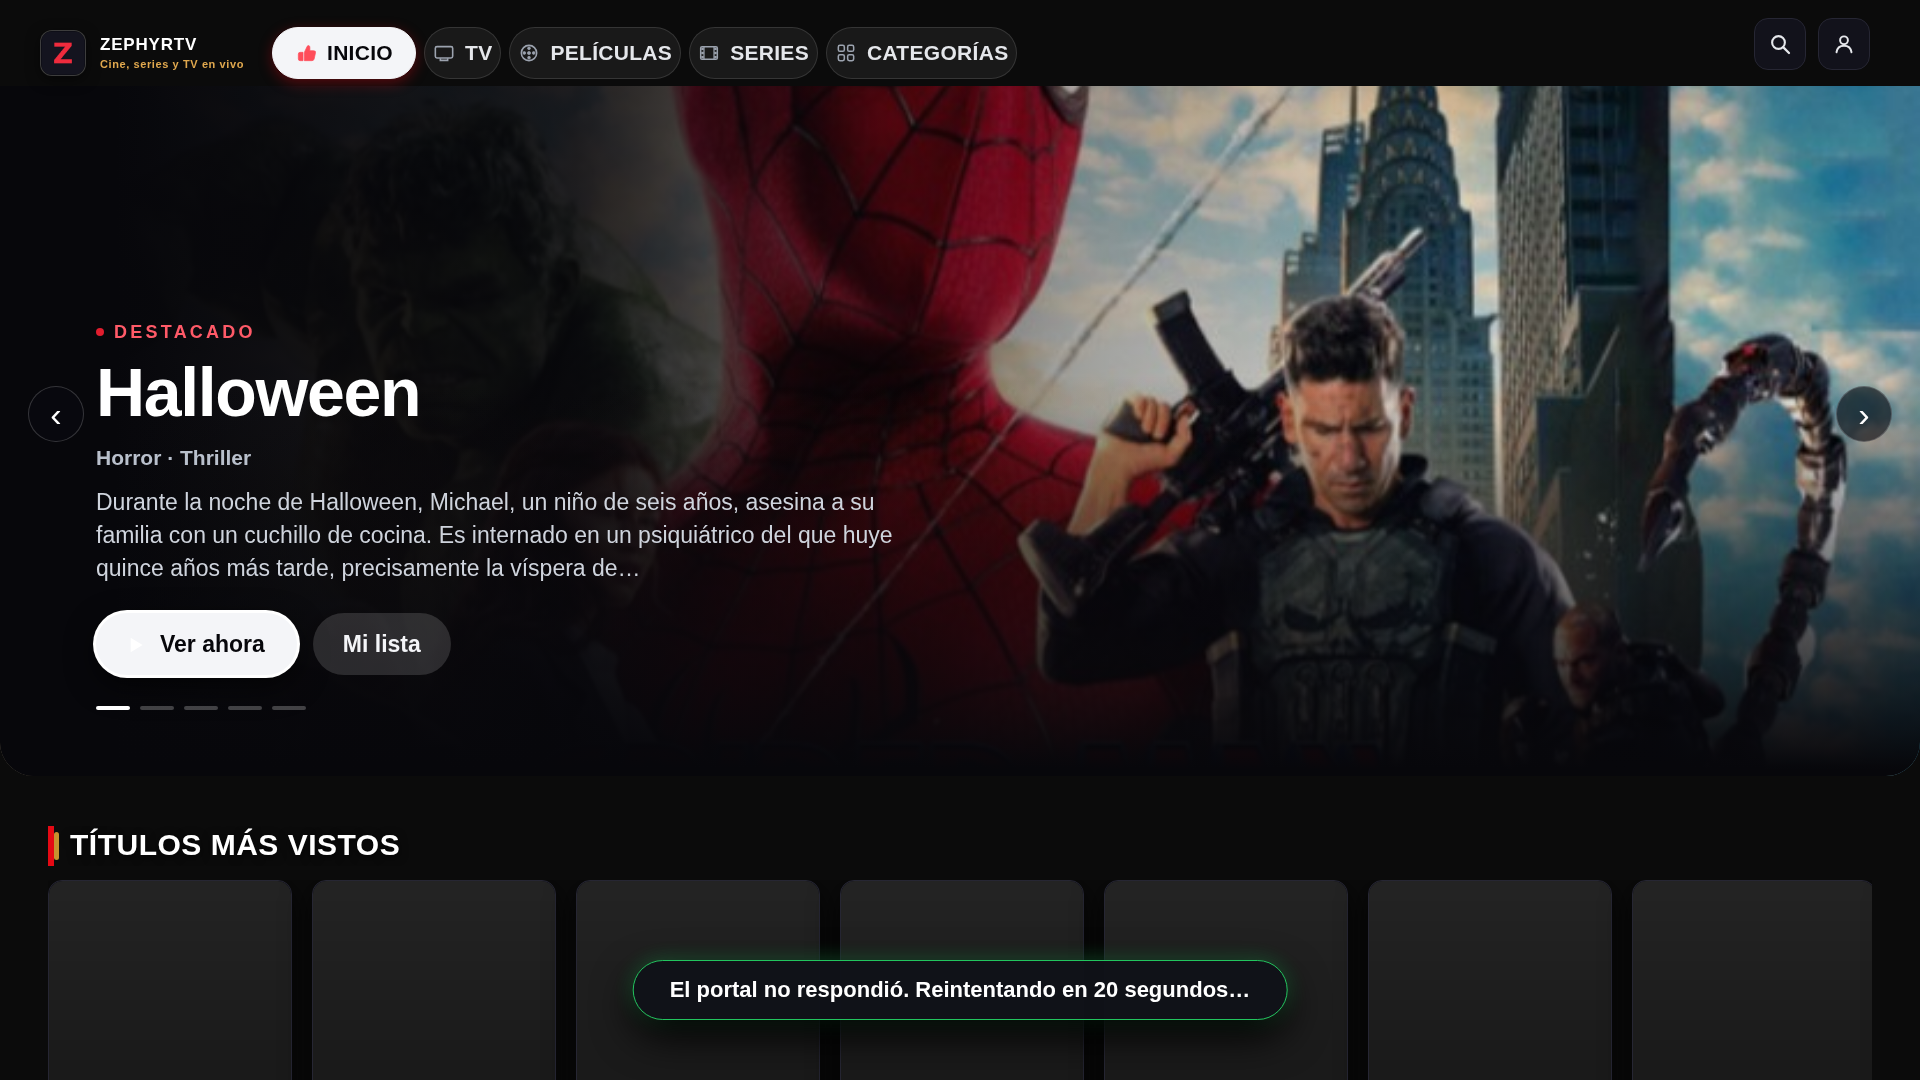 Z
ZEPHYRTV
Cine, series y TV en vivo
INICIO
TV
PELÍCULAS
SERIES
CATEGORÍAS
DESTACADO
Halloween
Horror · Thriller
Durante la noche de Halloween, Michael, un niño de seis años, asesina a su
familia con un cuchillo de cocina. Es internado en un psiquiátrico del que huye
quince años más tarde, precisamente la víspera de…
Ver ahora
Mi lista
TÍTULOS MÁS VISTOS
El portal no respondió. Reintentando en 20 segundos…